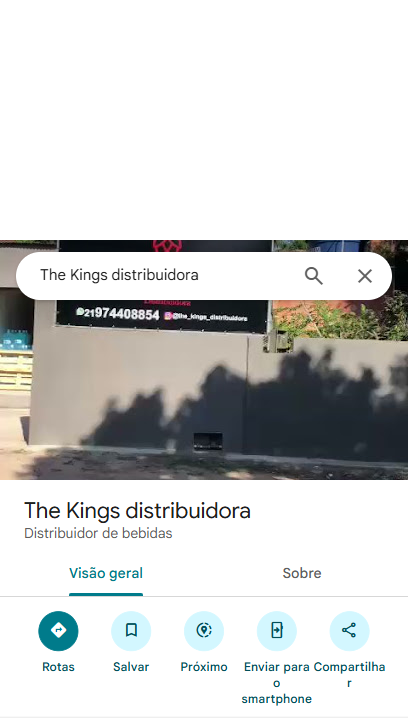 The Kings distribuidora
21974408854 @the_kings_distribuidora
The Kings distribuidora
Distribuidor de bebidas
Visão geral Sobre
Rotas Salvar Próximo Enviar para o smartphone Compartilhar